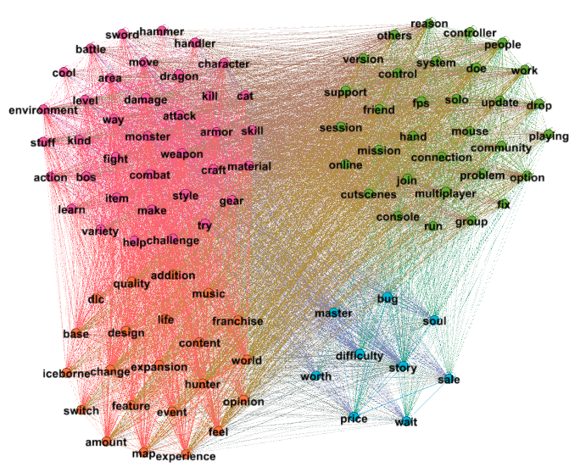 sword
hammer
handler
battle
move
character
cool
area
dragon
level
damage
kill
cat
environment
way
attack
stuff
kind
monster
armor
skill
fight
weapon
action
bos
combat
craft
material
item
style
gear
learn
make
variety
try
help
challenge
reason
others
controller
people
version
system
control
doe
work
support
friend
fps
solo
update
drop
session
hand
mouse
playing
mission
community
online
connection
join
problem
option
cutscenes
multiplayer
fix
console
run
group
addition
quality
dlc
music
life
franchise
base
design
content
world
iceborne
change
expansion
hunter
switch
feature
event
opinion
feel
amount
map
experience
bug
master
soul
difficulty
story
worth
sale
price
wait